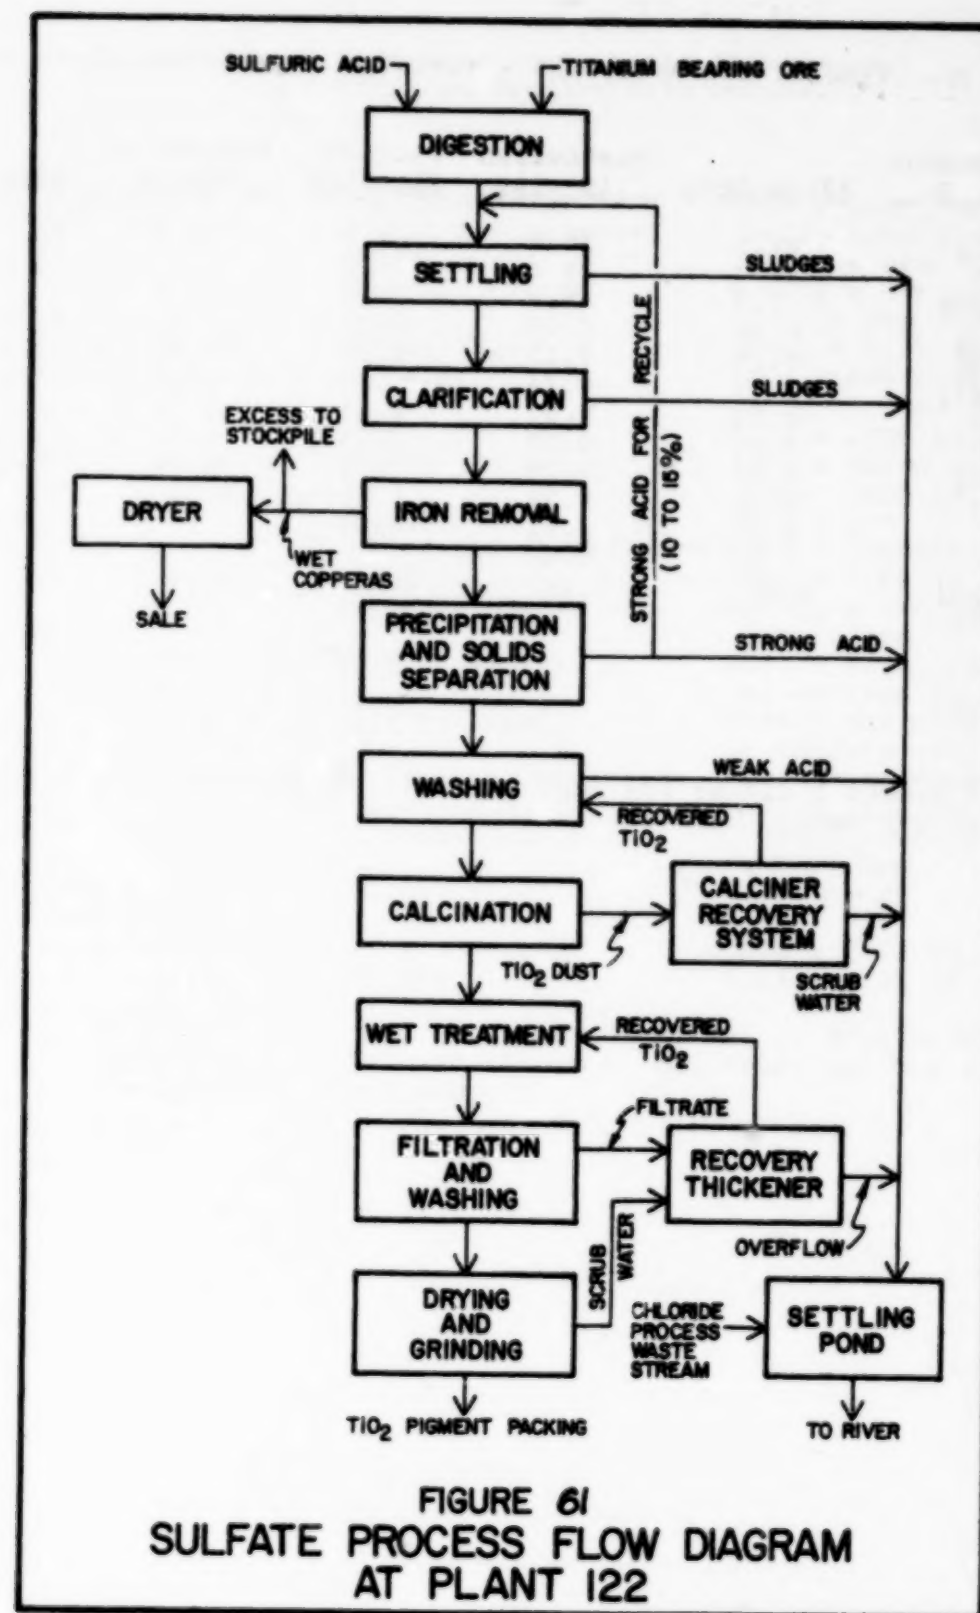 SULFURIC ACID
TITANIUM BEARING ORE
DIGESTION
SETTLING
SLUDGES
STRONG ACID FOR RECYCLE
(10 TO 15%)
CLARIFICATION
SLUDGES
EXCESS TO
STOCKPILE
DRYER
IRON REMOVAL
WET
COPPERAS
SALE
PRECIPITATION
AND SOLIDS
SEPARATION
STRONG ACID
WASHING
WEAK ACID
RECOVERED
TiO2
CALCINATION
CALCINER
RECOVERY
SYSTEM
TiO2 DUST
SCRUB
WATER
WET TREATMENT
RECOVERED
TiO2
FILTRATE
FILTRATION
AND
WASHING
RECOVERY
THICKENER
OVERFLOW
SCRUB
WATER
DRYING
AND
GRINDING
CHLORIDE
PROCESS
WASTE
STREAM
SETTLING
POND
TiO2 PIGMENT PACKING
TO RIVER
FIGURE 61
SULFATE PROCESS FLOW DIAGRAM
AT PLANT 122